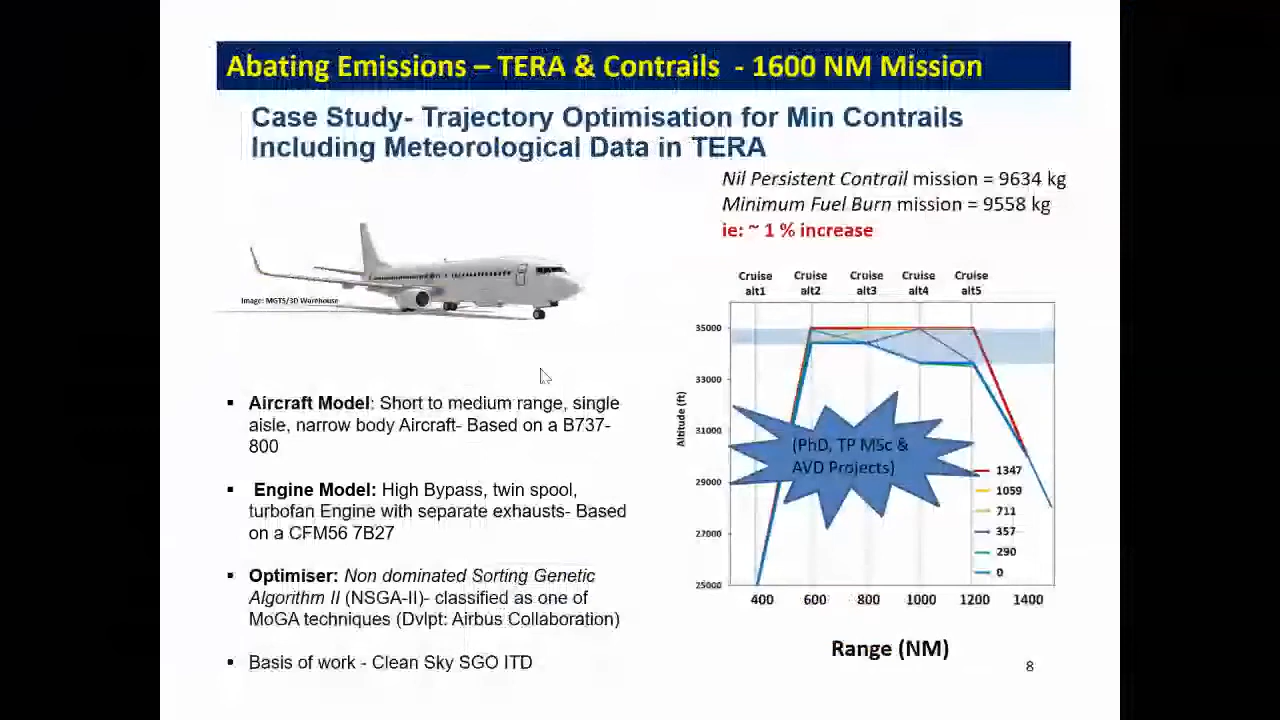 Abating Emissions – TERA & Contrails - 1600 NM Mission
Case Study- Trajectory Optimisation for Min Contrails
Including Meteorological Data in TERA
Nil Persistent Contrail mission = 9634 kg
Minimum Fuel Burn mission = 9558 kg
ie: ~ 1 % increase
Image: MGTS/3D Warehouse
▪ Aircraft Model: Short to medium range, single
aisle, narrow body Aircraft- Based on a B737-
800
▪ Engine Model: High Bypass, twin spool,
turbofan Engine with separate exhausts- Based
on a CFM56 7B27
▪ Optimiser: Non dominated Sorting Genetic
Algorithm II (NSGA-II)- classified as one of
MoGA techniques (Dvlpt: Airbus Collaboration)
▪ Basis of work - Clean Sky SGO ITD
Cruise Cruise Cruise Cruise Cruise
alt1 alt2 alt3 alt4 alt5
35000
33000
31000
29000
27000
25000
Altitude (ft)
(PhD, TP MSc &
AVD Projects)
1347
1059
711
357
290
0
400 600 800 1000 1200 1400
Range (NM)
8